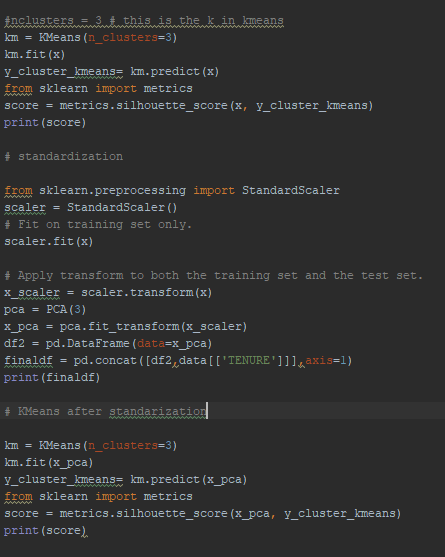 #nclusters = 3 # this is the k in kmeans
km = KMeans(n_clusters=3)
km.fit(x)
y_cluster_kmeans= km.predict(x)
from sklearn import metrics
score = metrics.silhouette_score(x, y_cluster_kmeans)
print(score)
# standardization
from sklearn.preprocessing import StandardScaler
scaler = StandardScaler()
# Fit on training set only.
scaler.fit(x)
# Apply transform to both the training set and the test set.
x_scaler = scaler.transform(x)
pca = PCA(3)
x_pca = pca.fit_transform(x_scaler)
df2 = pd.DataFrame(data=x_pca)
finaldf = pd.concat([df2,data[['TENURE']]],axis=1)
print(finaldf)
# KMeans after standarization
km = KMeans(n_clusters=3)
km.fit(x_pca)
y_cluster_kmeans= km.predict(x_pca)
from sklearn import metrics
score = metrics.silhouette_score(x_pca, y_cluster_kmeans)
print(score)